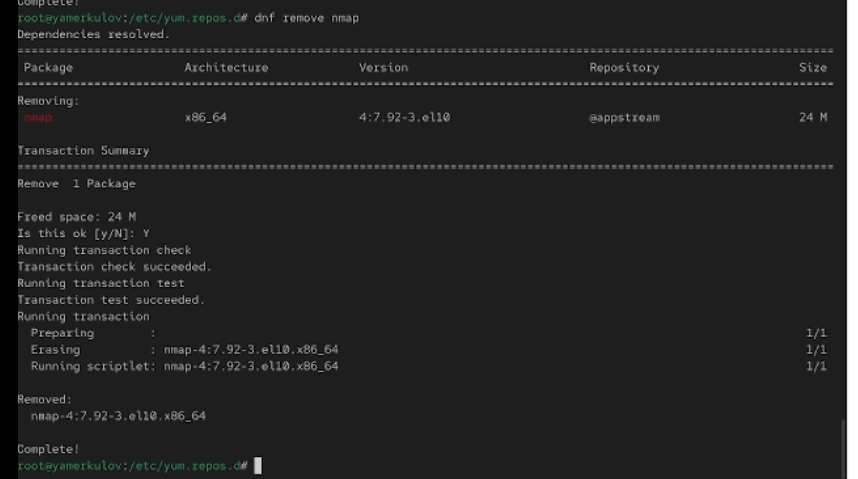 Complete!
root@yamerkulov:/etc/yum.repos.d# dnf remove nmap
Dependencies resolved.
================================================================================
Package Architecture Version Repository Size
================================================================================
Removing:
nmap x86_64 4:7.92-3.el10 @appstream 24 M
Transaction Summary
================================================================================
Remove 1 Package
Freed space: 24 M
Is this ok [y/N]: Y
Running transaction check
Transaction check succeeded.
Running transaction test
Transaction test succeeded.
Running transaction
Preparing : 1/1
Erasing : nmap-4:7.92-3.el10.x86_64 1/1
Running scriptlet: nmap-4:7.92-3.el10.x86_64 1/1
Removed:
nmap-4:7.92-3.el10.x86_64
Complete!
root@yamerkulov:/etc/yum.repos.d#